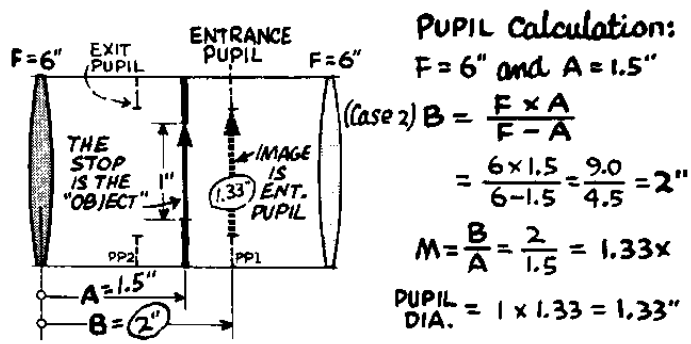 F=6"
EXIT
PUPIL
ENTRANCE
PUPIL
F=6"
THE
STOP
IS THE
"OBJECT"
1"
1.33"
IMAGE
IS
ENT.
PUPIL
PP2
PP1
A=1.5"
B=2"
PUPIL Calculation:
F=6" and A=1.5"
(Case 2) B = F x A / F - A
= 6 x 1.5 / 6-1.5 = 9.0 / 4.5 = 2"
M = B / A = 2 / 1.5 = 1.33x
PUPIL
DIA. = 1 x 1.33 = 1.33"